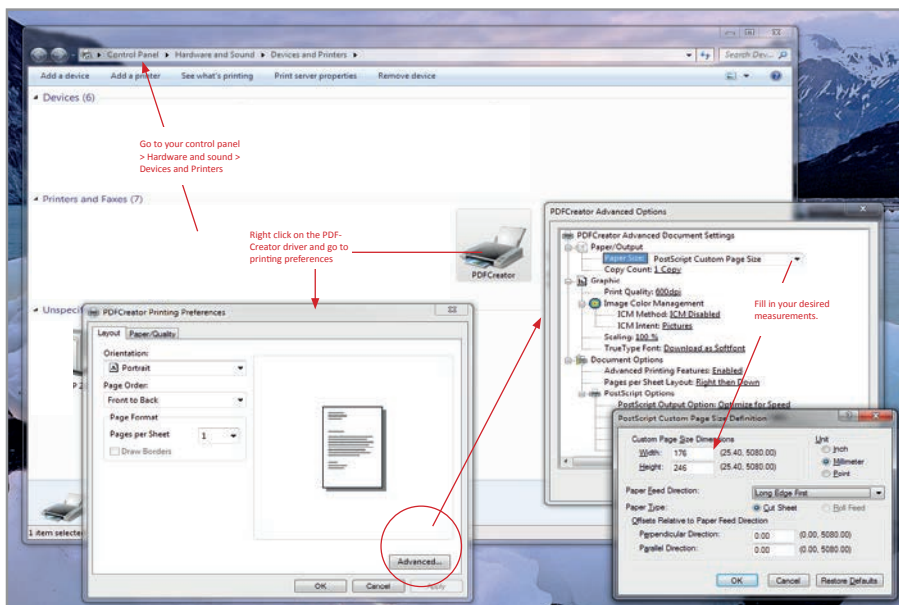 Control Panel ▸ Hardware and Sound ▸ Devices and Printers ▸
Search Dev...
Add a device Add a printer See what's printing Print server properties Remove device
Devices (6)
Go to your control panel
> Hardware and sound >
Devices and Printers
Printers and Faxes (7)
Right click on the PDF-
Creator driver and go to
printing preferences
PDFCreator
Unspecif
1 item selected
PDFCreator Printing Preferences
Layout Paper/Quality
Orientation:
Portrait
Page Order:
Front to Back
Page Format
Pages per Sheet 1
Draw Borders
Advanced...
OK Cancel Apply
PDFCreator Advanced Options
PDFCreator Advanced Document Settings
Paper/Output
Paper Size: PostScript Custom Page Size
Copy Count: 1 Copy
Graphic
Print Quality: 600dpi
Image Color Management
ICM Method: ICM Disabled
ICM Intent: Pictures
Scaling: 100 %
TrueType Font: Download as Softfont
Document Options
Advanced Printing Features: Enabled
Pages per Sheet Layout: Right then Down
PostScript Options
PostScript Output Option: Optimize for Speed
Fill in your desired
measurements.
PostScript Custom Page Size Definition
Custom Page Size Dimensions Unit
Width: 176 (25.40, 5080.00) Inch
Height: 246 (25.40, 5080.00) Millimeter
Point
Paper Feed Direction: Long Edge First
Paper Type: Cut Sheet Roll Feed
Offsets Relative to Paper Feed Direction
Perpendicular Direction: 0.00 (0.00, 5080.00)
Parallel Direction: 0.00 (0.00, 5080.00)
OK Cancel Restore Defaults